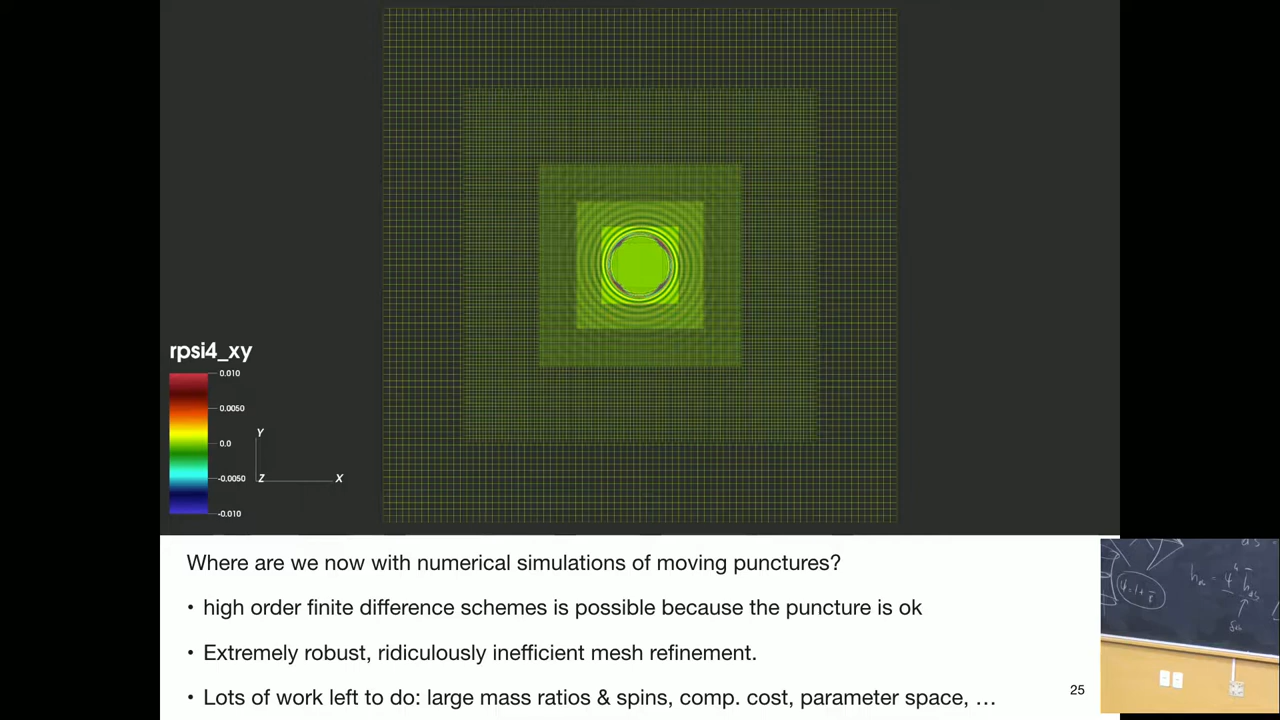 rpsi4_xy
0.010
0.0050
0.0
-0.0050
-0.010
Y
Z
X
Where are we now with numerical simulations of moving punctures?
• high order finite difference schemes is possible because the puncture is ok
• Extremely robust, ridiculously inefficient mesh refinement.
• Lots of work left to do: large mass ratios & spins, comp. cost, parameter space, …
25
as